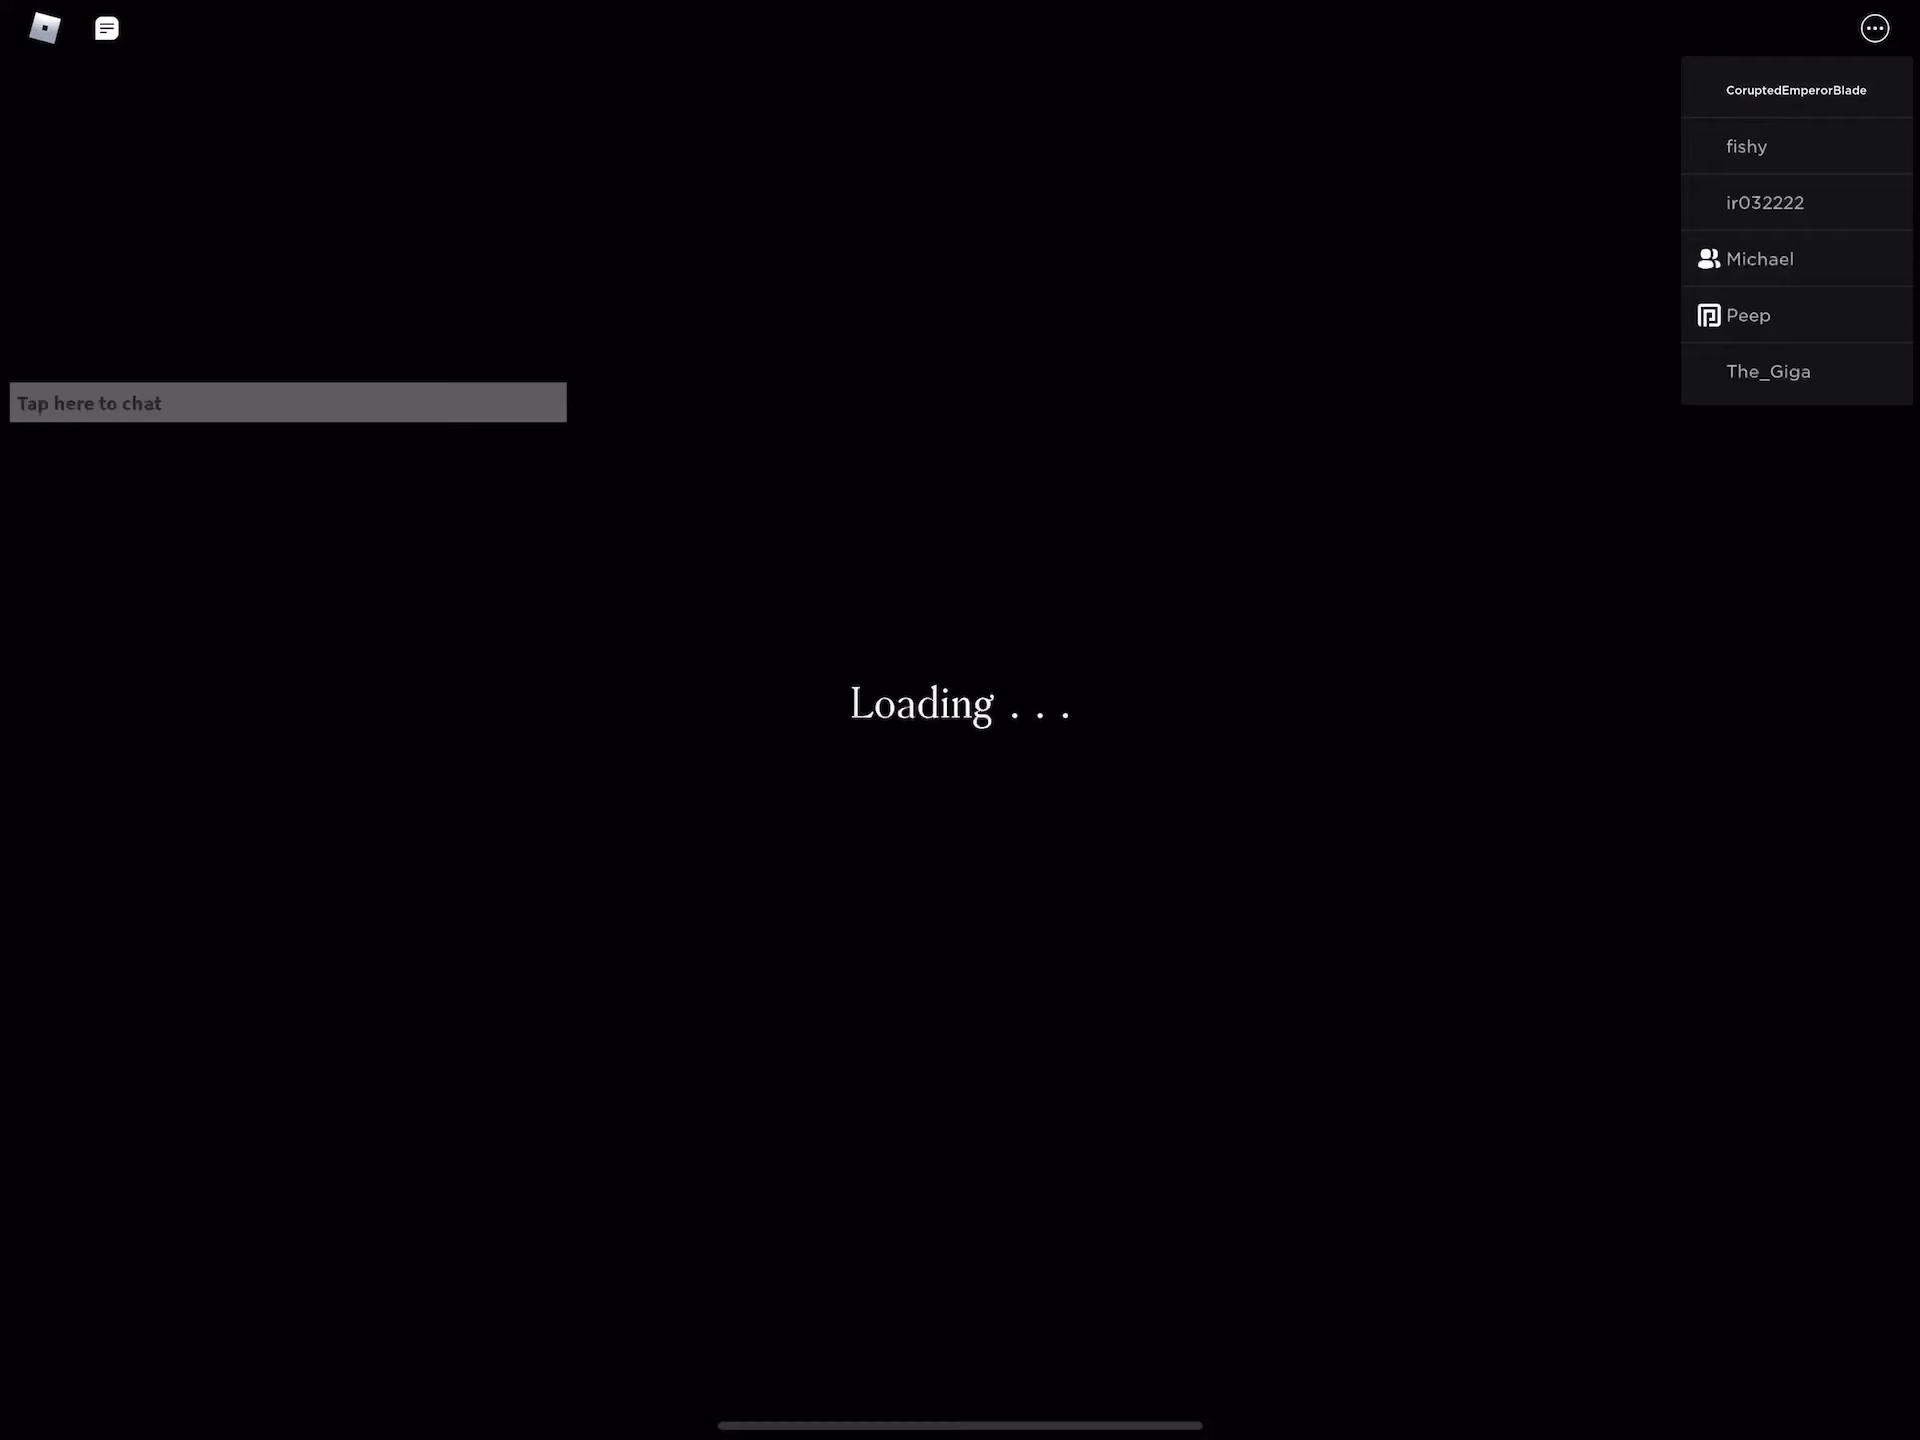 CoruptedEmperorBlade
fishy
ir032222
Michael
Peep
The_Giga
Tap here to chat
Loading . . .